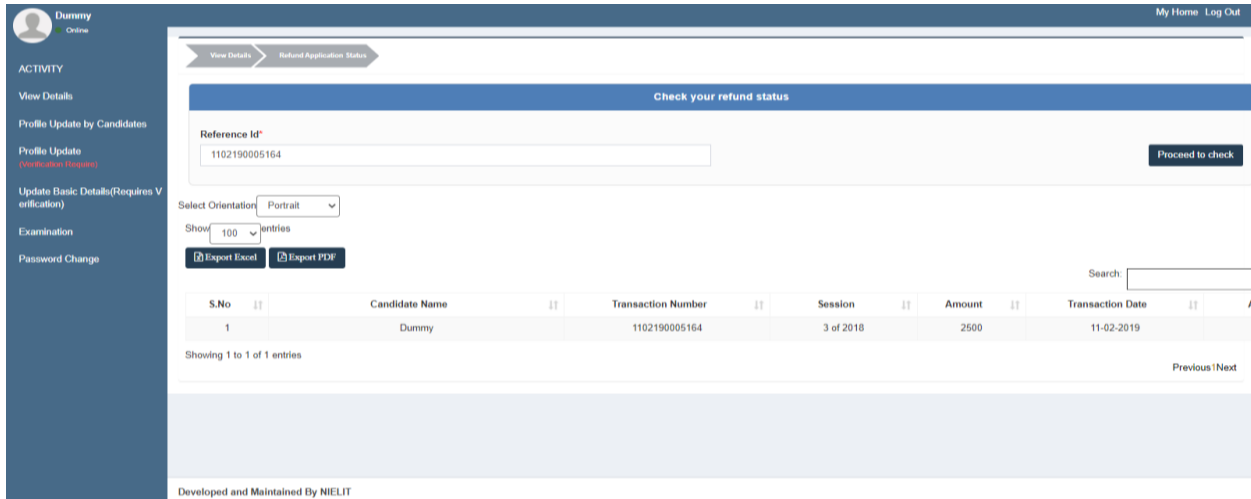 Dummy
Online
My Home Log Out
ACTIVITY
View Details
Profile Update by Candidates
Profile Update
(Verification Require)
Update Basic Details(Requires V
erification)
Examination
Password Change
View Details
Refund Application Status
Check your refund status
Reference Id*
1102190005164
Proceed to check
Select Orientation Portrait
Show 100 entries
Export Excel Export PDF
Search:
S.No Candidate Name Transaction Number Session Amount Transaction Date
1 Dummy 1102190005164 3 of 2018 2500 11-02-2019
Showing 1 to 1 of 1 entries
Previous1Next
Developed and Maintained By NIELIT